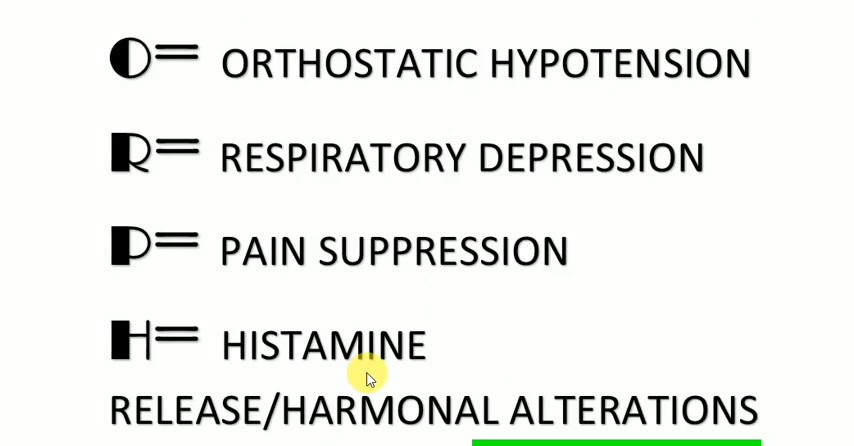 O= ORTHOSTATIC HYPOTENSION
R= RESPIRATORY DEPRESSION
P= PAIN SUPPRESSION
H= HISTAMINE
RELEASE/HARMONAL ALTERATIONS